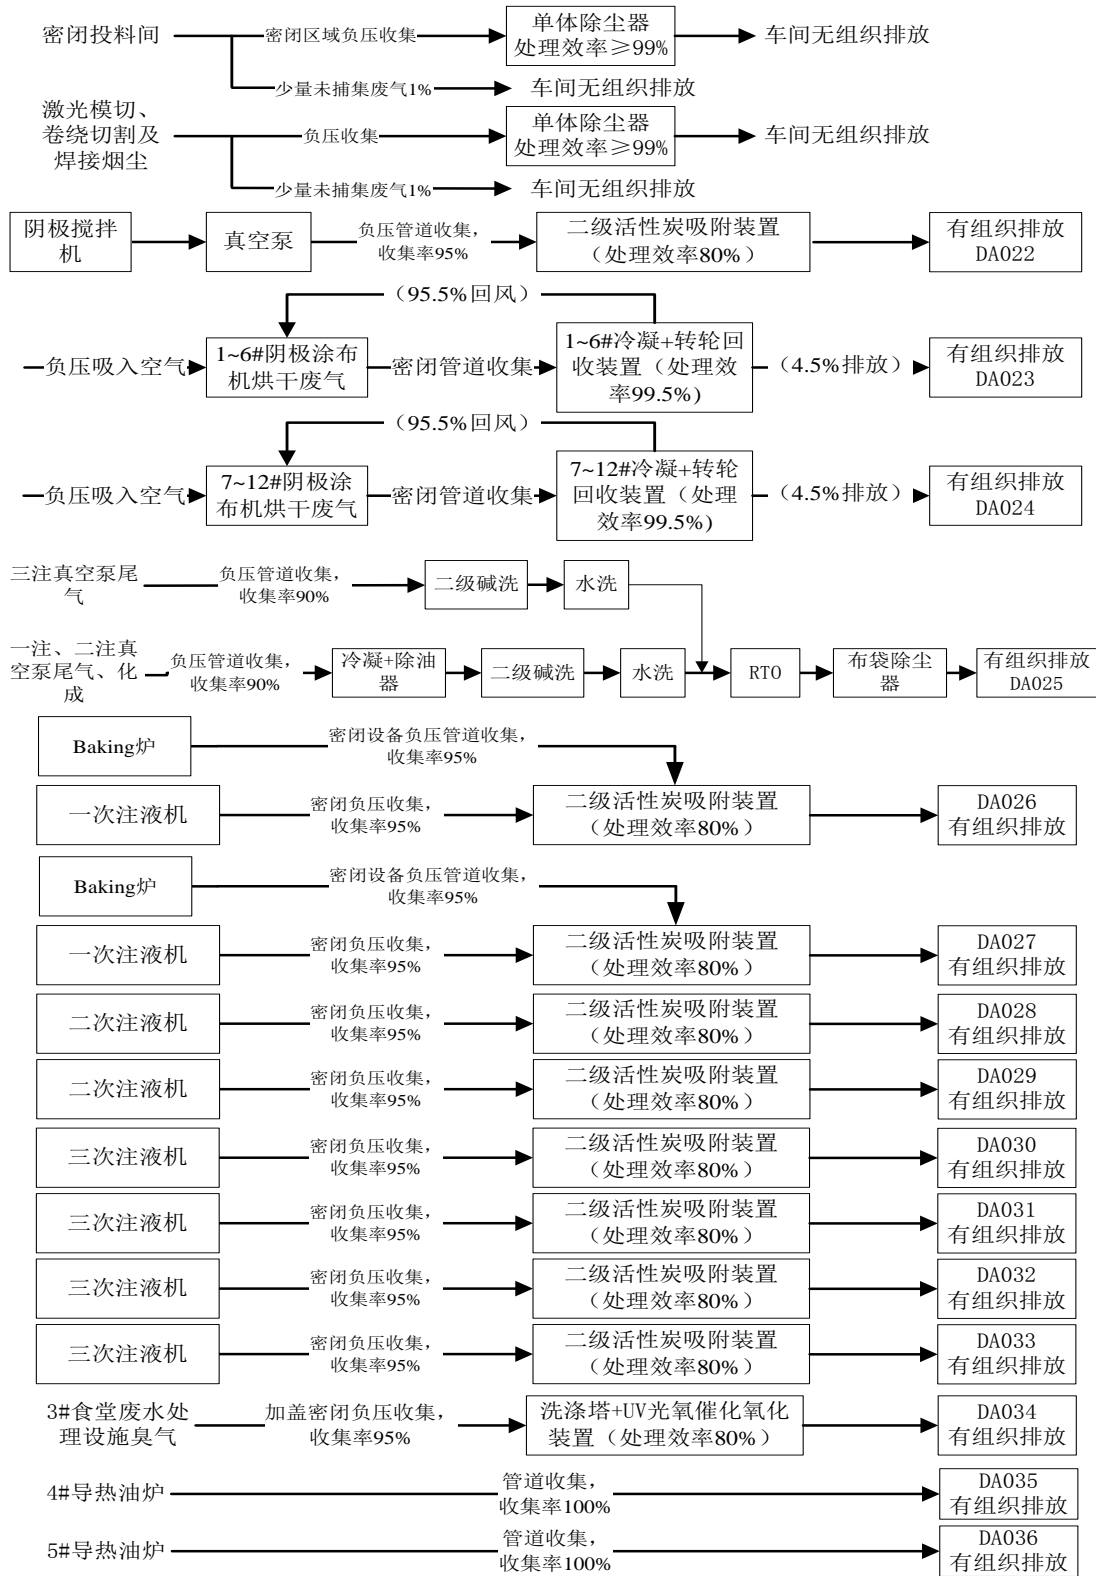 密闭投料间
密闭区域负压收集
单体除尘器
处理效率≥99%
车间无组织排放
少量未捕集废气1%
车间无组织排放
激光模切、
卷绕切割及
焊接烟尘
负压收集
单体除尘器
处理效率≥99%
车间无组织排放
少量未捕集废气1%
车间无组织排放
阴极搅拌
机
真空泵
负压管道收集,
收集率95%
二级活性炭吸附装置
（处理效率80%）
有组织排放
DA022
（95.5%回风）
负压吸入空气
1~6#阴极涂布
机烘干废气
密闭管道收集
1~6#冷凝+转轮回
收装置（处理效
率99.5%）
（4.5%排放）
有组织排放
DA023
（95.5%回风）
负压吸入空气
7~12#阴极涂
布机烘干废气
密闭管道收集
7~12#冷凝+转轮
回收装置（处理
效率99.5%）
（4.5%排放）
有组织排放
DA024
三注真空泵尾
气
负压管道收集，
收集率90%
二级碱洗
水洗
一注、二注真
空泵尾气、化
成
负压管道收集，
收集率90%
冷凝+除油
器
二级碱洗
水洗
RTO
布袋除尘
器
有组织排放
DA025
Baking炉
密闭设备负压管道收集，
收集率95%
一次注液机
密闭负压收集，
收集率95%
二级活性炭吸附装置
（处理效率80%）
DA026
有组织排放
Baking炉
密闭设备负压管道收集，
收集率95%
一次注液机
密闭负压收集，
收集率95%
二级活性炭吸附装置
（处理效率80%）
DA027
有组织排放
二次注液机
密闭负压收集，
收集率95%
二级活性炭吸附装置
（处理效率80%）
DA028
有组织排放
二次注液机
密闭负压收集，
收集率95%
二级活性炭吸附装置
（处理效率80%）
DA029
有组织排放
三次注液机
密闭负压收集，
收集率95%
二级活性炭吸附装置
（处理效率80%）
DA030
有组织排放
三次注液机
密闭负压收集，
收集率95%
二级活性炭吸附装置
（处理效率80%）
DA031
有组织排放
三次注液机
密闭负压收集，
收集率95%
二级活性炭吸附装置
（处理效率80%）
DA032
有组织排放
三次注液机
密闭负压收集，
收集率95%
二级活性炭吸附装置
（处理效率80%）
DA033
有组织排放
3#食堂废水处
理设施臭气
加盖密闭负压收集，
收集率95%
洗涤塔+UV光氧催化氧化
装置（处理效率80%）
DA034
有组织排放
4#导热油炉
管道收集，
收集率100%
DA035
有组织排放
5#导热油炉
管道收集，
收集率100%
DA036
有组织排放